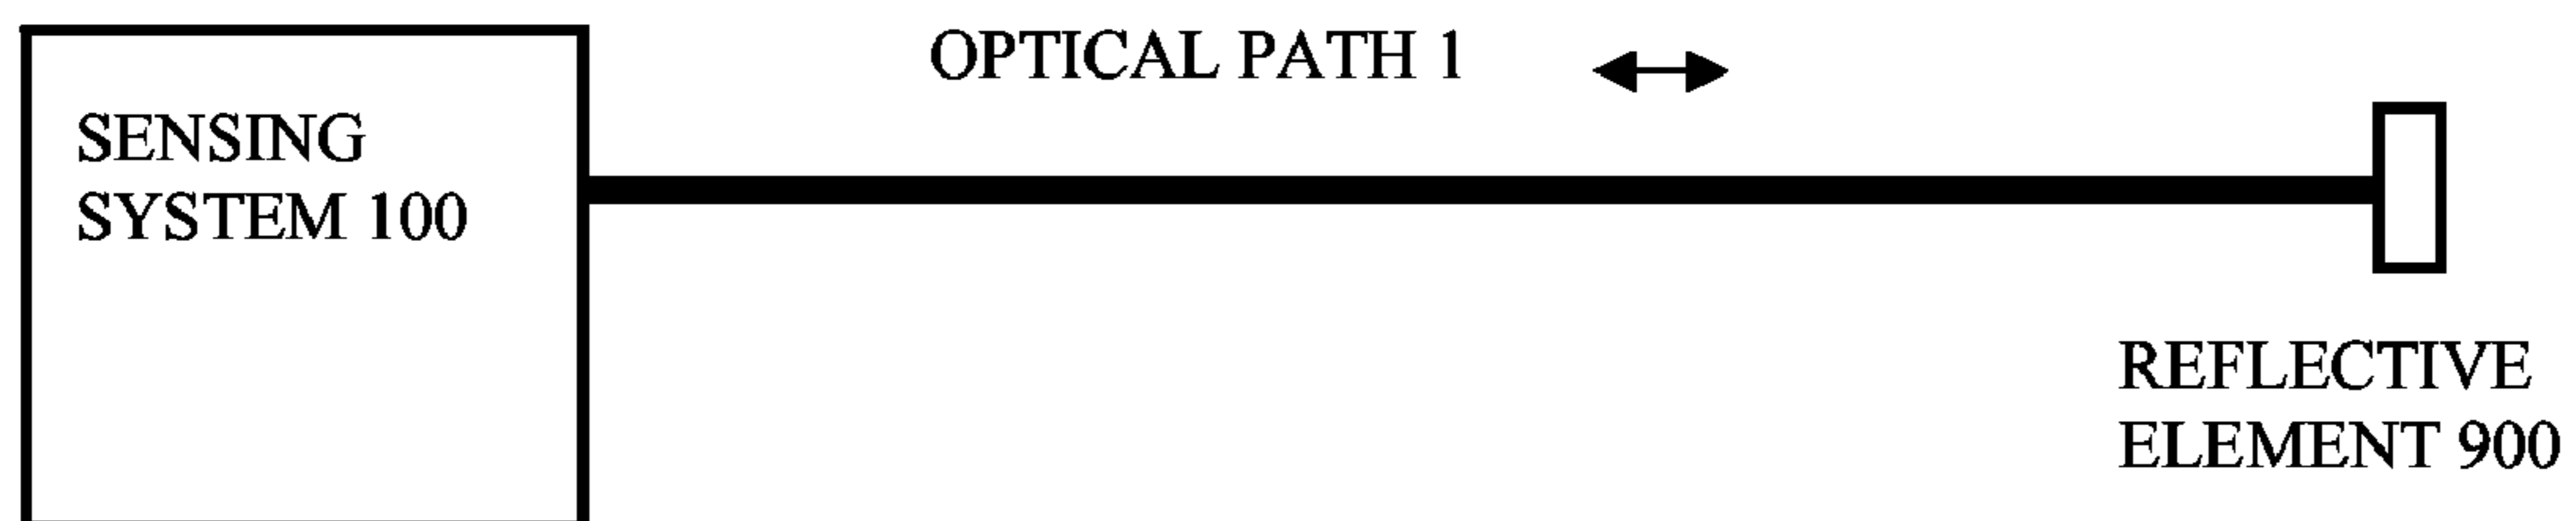 OPTICAL PATH 1
SENSING
SYSTEM 100
REFLECTIVE
ELEMENT 900